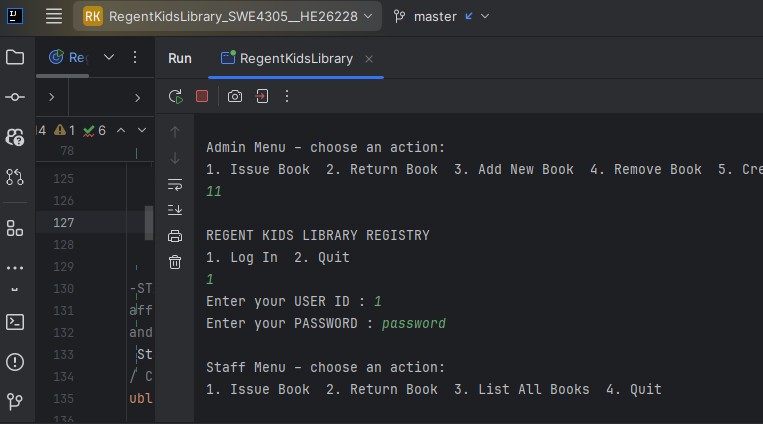 RK RegentKidsLibrary_SWE4305__HE26228 master
Re
Run RegentKidsLibrary
14 1 6
78
125
126
127
128
129
130 -ST
131 aff
132 and
133 St
134 / C
135 ubl
136
Admin Menu – choose an action:
1. Issue Book 2. Return Book 3. Add New Book 4. Remove Book 5. Cre
11
REGENT KIDS LIBRARY REGISTRY
1. Log In 2. Quit
1
Enter your USER ID : 1
Enter your PASSWORD : password
Staff Menu – choose an action:
1. Issue Book 2. Return Book 3. List All Books 4. Quit